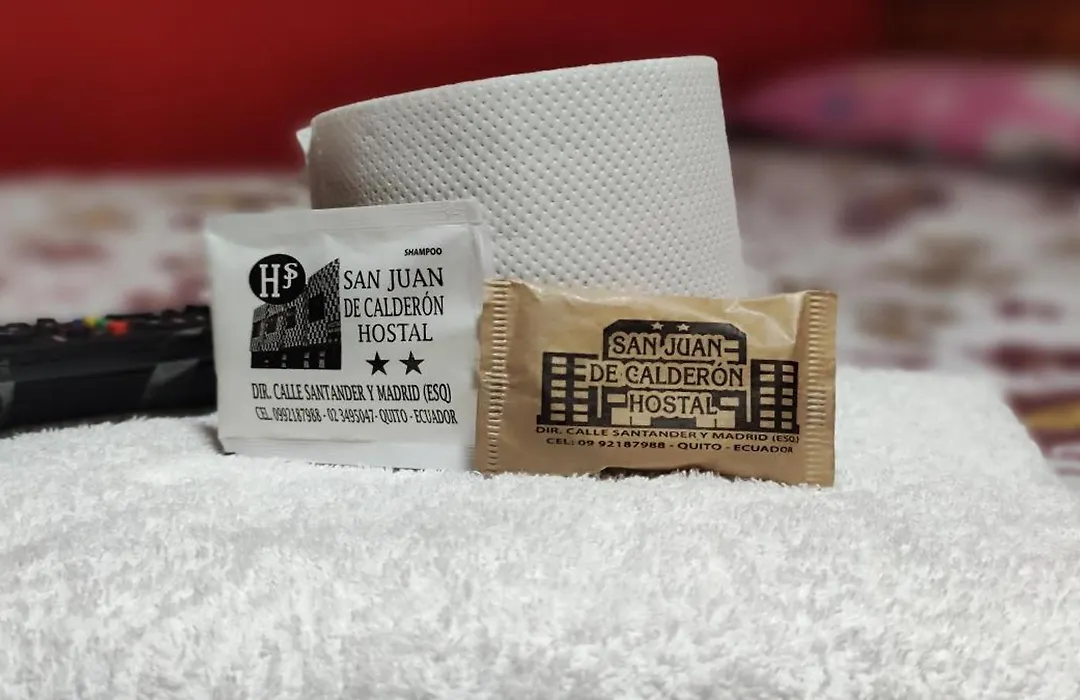 SHAMPOO
HSJ
SAN JUAN
DE CALDERÓN
HOSTAL
DIR. CALLE SANTANDER Y MADRID (ESQ)
CEL. 0992187988 - 02 3495047- QUITO - ECUADOR
SAN JUAN
DE CALDERÓN
HOSTAL
DIR. CALLE SANTANDER Y MADRID (ESQ)
CEL: 09 92187988 - QUITO - ECUADOR